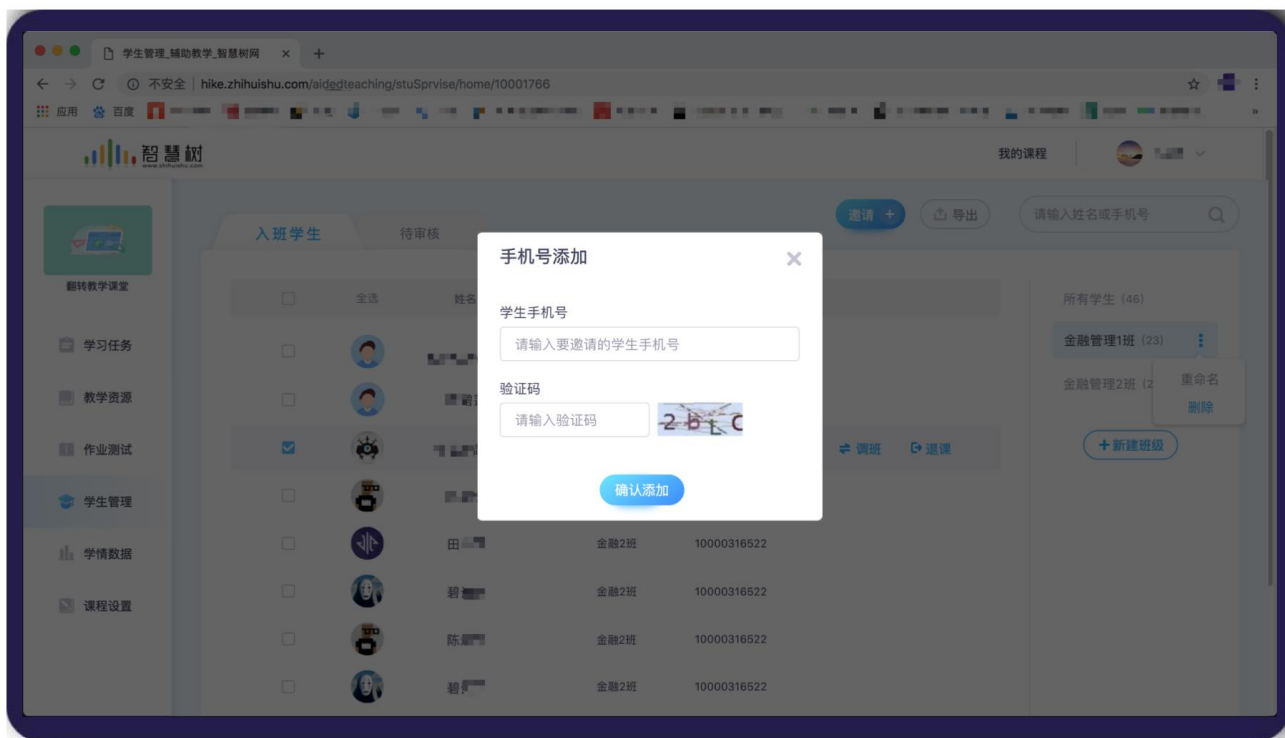 学生管理_辅助教学_智慧树网
不安全 | hike.zhihuishu.com/aidedteaching/stuSprvise/home/10001766
应用 百度
智慧树 我的课程
www.zhihuishu.com
邀请 + 导出 请输入姓名或手机号
入班学生 待审核
手机号添加
翻转教学课堂
全选 姓名 所有学生 (46)
学生手机号
学习任务 请输入要邀请的学生手机号 金融管理1班 (23)
重命名
教学资源 验证码 金融管理2班 (2
删除
请输入验证码
作业测试 调班 退课 +新建班级
学生管理 确认添加
学情数据 田 金融2班 10000316522
课程设置 碧 金融2班 10000316522
陈 金融2班 10000316522
碧 金融2班 10000316522